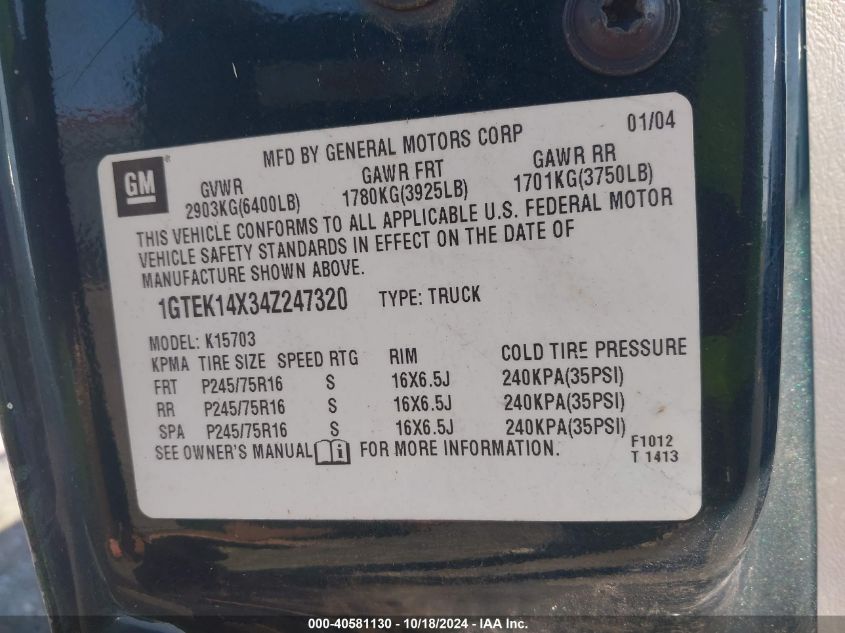 01/04
MFD BY GENERAL MOTORS CORP
GM
GVWR GAWR FRT GAWR RR
2903KG(6400LB) 1780KG(3925LB) 1701KG(3750LB)
THIS VEHICLE CONFORMS TO ALL APPLICABLE U.S. FEDERAL MOTOR
VEHICLE SAFETY STANDARDS IN EFFECT ON THE DATE OF
MANUFACTURE SHOWN ABOVE.
1GTEK14X34Z247320 TYPE: TRUCK
MODEL: K15703
KPMA TIRE SIZE SPEED RTG RIM COLD TIRE PRESSURE
FRT P245/75R16 S 16X6.5J 240KPA(35PSI)
RR P245/75R16 S 16X6.5J 240KPA(35PSI)
SPA P245/75R16 S 16X6.5J 240KPA(35PSI)
SEE OWNER'S MANUAL i FOR MORE INFORMATION.
F1012
T 1413
000-40581130 - 10/18/2024 - IAA Inc.